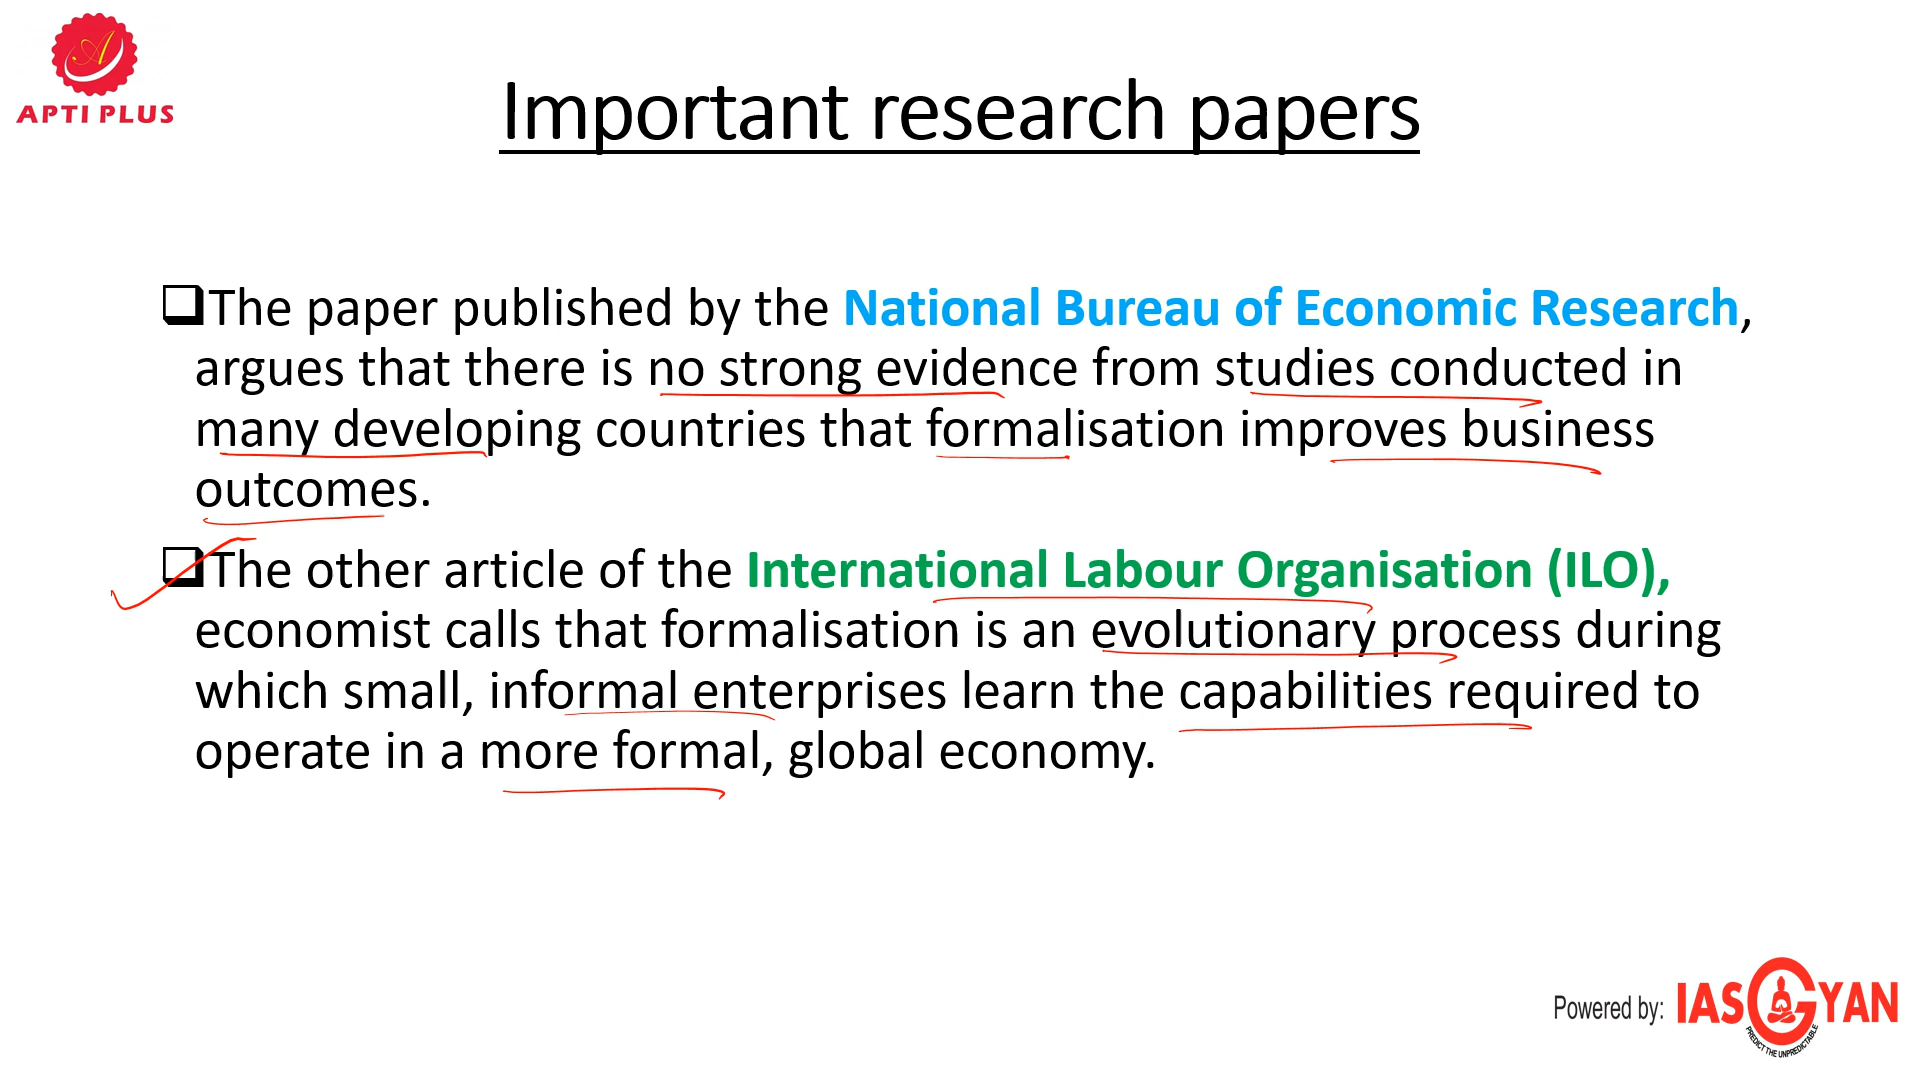 APTI PLUS
Important research papers
The paper published by the National Bureau of Economic Research,
argues that there is no strong evidence from studies conducted in
many developing countries that formalisation improves business
outcomes.
The other article of the International Labour Organisation (ILO),
economist calls that formalisation is an evolutionary process during
which small, informal enterprises learn the capabilities required to
operate in a more formal, global economy.
Powered by: IAS GYAN
PREDICT THE UNPREDICTABLE